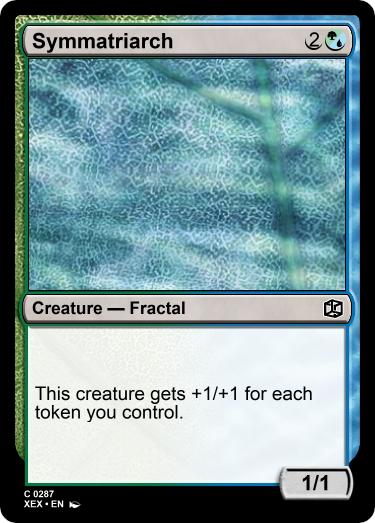 Symmatriarch 2
Creature — Fractal
This creature gets +1/+1 for each
token you control.
1/1
C 0287
XEX • EN